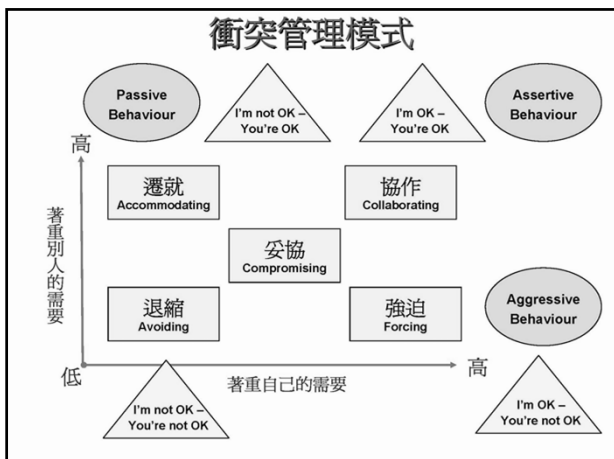 衝突管理模式
Passive
Behaviour
I'm not OK –
You're OK
I'm OK –
You're OK
Assertive
Behaviour
高
遷就
Accommodating
協作
Collaborating
著重別人的需要
妥協
Compromising
退縮
Avoiding
強迫
Forcing
Aggressive
Behaviour
低
著重自己的需要
高
I'm not OK –
You're not OK
I'm OK –
You're not OK